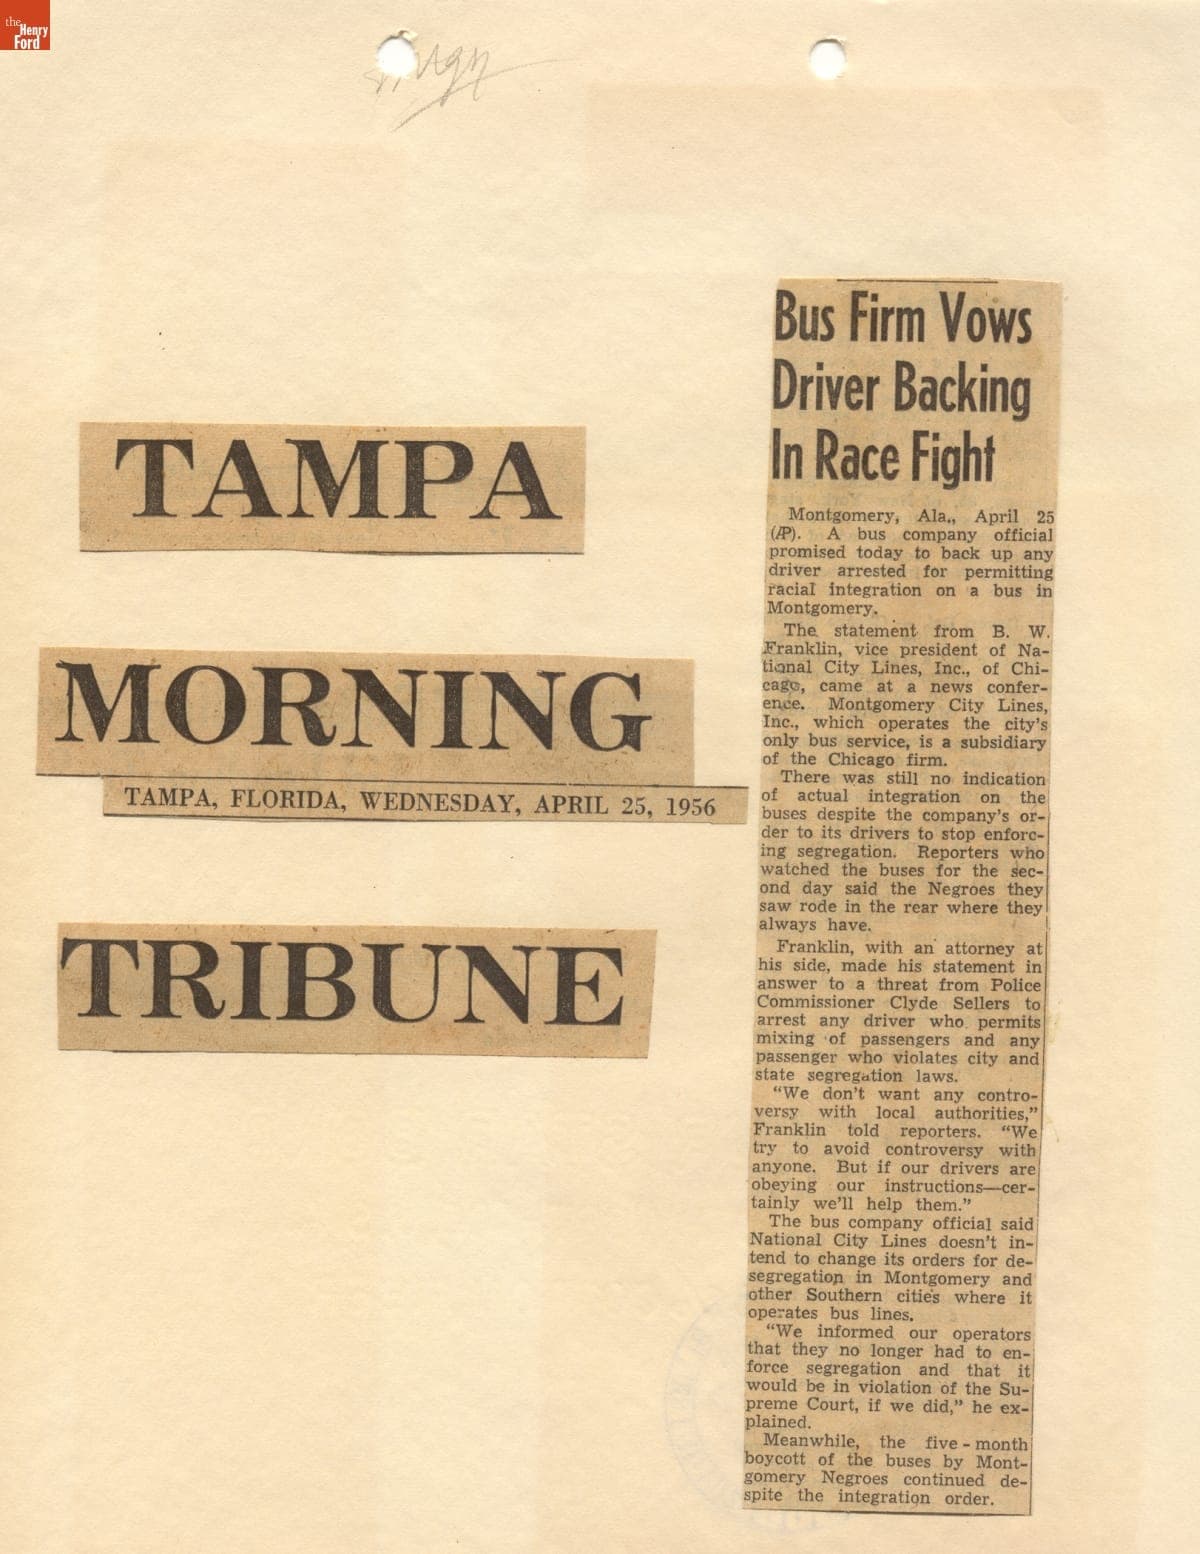 the
Henry
Ford
TAMPA
MORNING
TAMPA, FLORIDA, WEDNESDAY, APRIL 25, 1956
TRIBUNE
Bus Firm Vows
Driver Backing
In Race Fight
Montgomery, Ala., April 25
(AP). A bus company official
promised today to back up any
driver arrested for permitting
racial integration on a bus in
Montgomery.
The statement from B. W.
Franklin, vice president of Na-
tional City Lines, Inc., of Chi-
cago, came at a news confer-
ence. Montgomery City Lines,
Inc., which operates the city's
only bus service, is a subsidiary
of the Chicago firm.
There was still no indication
of actual integration on the
buses despite the company's or-
der to its drivers to stop enforc-
ing segregation. Reporters who
watched the buses for the sec-
ond day said the Negroes they
saw rode in the rear where they
always have.
Franklin, with an attorney at
his side, made his statement in
answer to a threat from Police
Commissioner Clyde Sellers to
arrest any driver who permits
mixing of passengers and any
passenger who violates city and
state segregation laws.
"We don't want any contro-
versy with local authorities,"
Franklin told reporters. "We
try to avoid controversy with
anyone. But if our drivers are
obeying our instructions—cer-
tainly we'll help them."
The bus company official said
National City Lines doesn't in-
tend to change its orders for de-
segregation in Montgomery and
other Southern cities where it
operates bus lines.
"We informed our operators
that they no longer had to en-
force segregation and that it
would be in violation of the Su-
preme Court, if we did," he ex-
plained.
Meanwhile, the five-month
boycott of the buses by Mont-
gomery Negroes continued de-
spite the integration order.